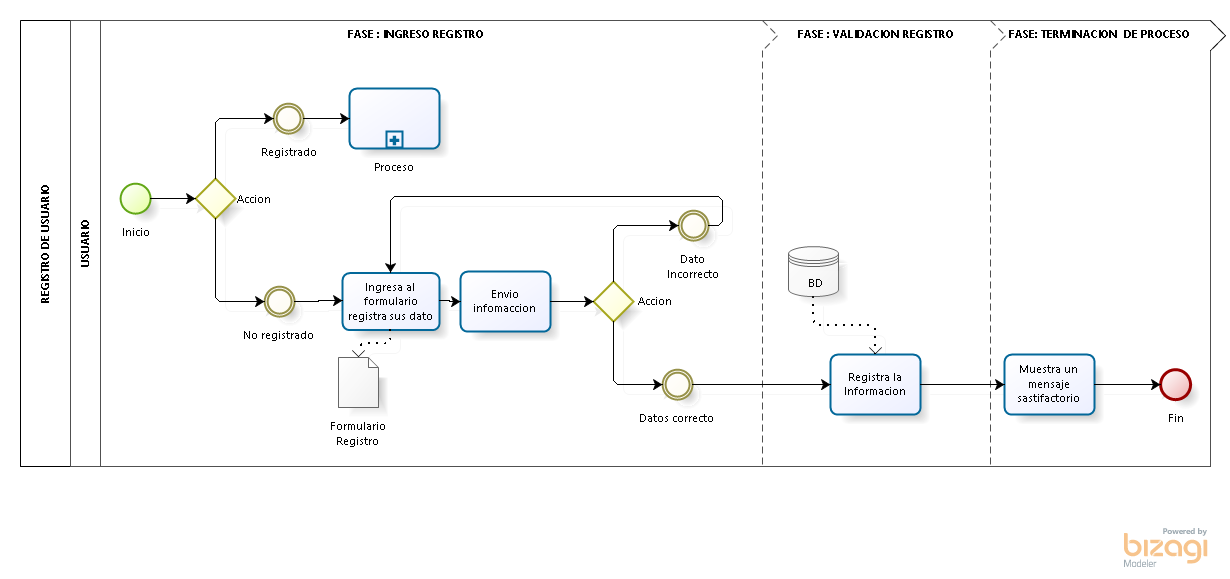 FASE : INGRESO REGISTRO
FASE : VALIDACION REGISTRO
FASE: TERMINACION DE PROCESO
REGISTRO DE USUARIO
USUARIO
Registrado
Proceso
Inicio
Accion
No registrado
Ingresa al
formulario
registra sus dato
Envio
infomaccion
Accion
Dato
Incorrecto
Formulario
Registro
Datos correcto
BD
Registra la
Informacion
Muestra un
mensaje
sastifactorio
Fin
Powered by
bizagi
Modeler